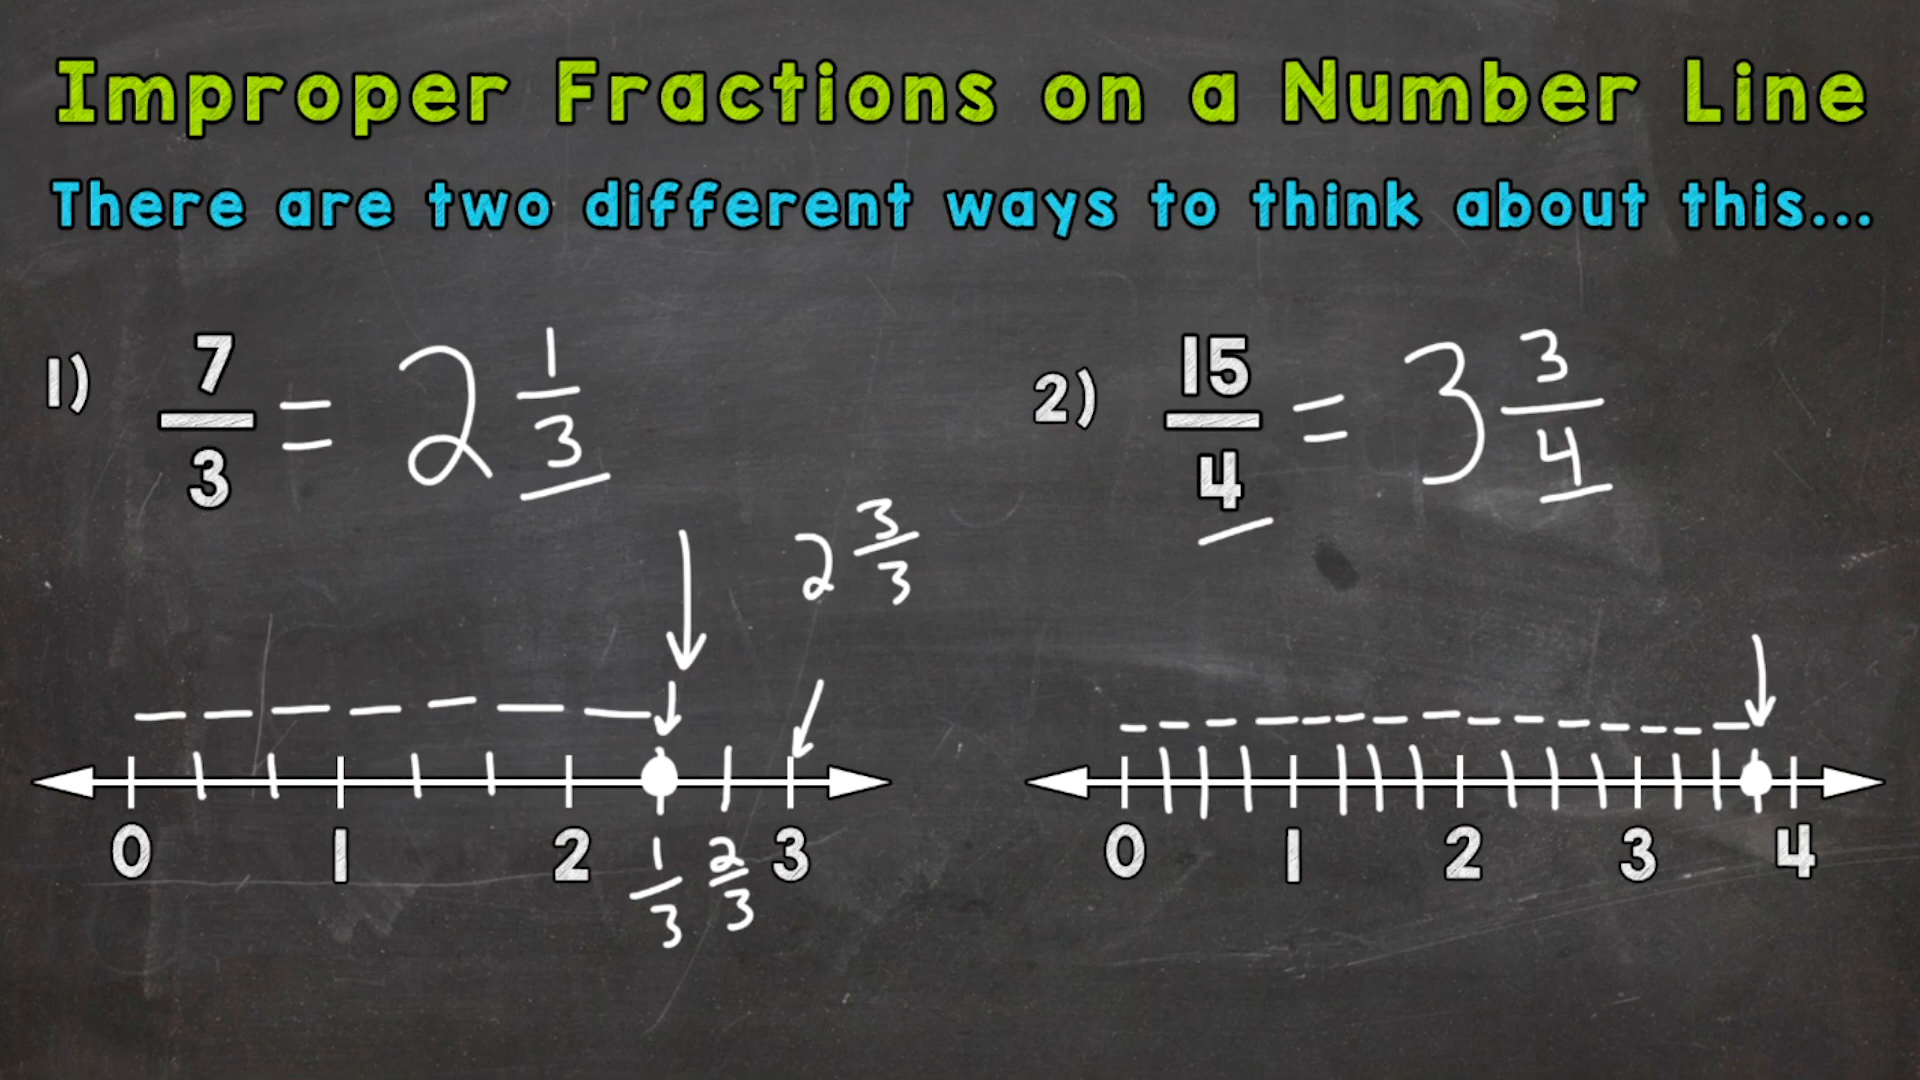 Improper Fractions on a Number Line
There are two different ways to think about this...
1) 7/3 = 2 1/3
2 3/3
0 1 2 1/3 2/3 3
2) 15/4 = 3 3/4
0 1 2 3 4